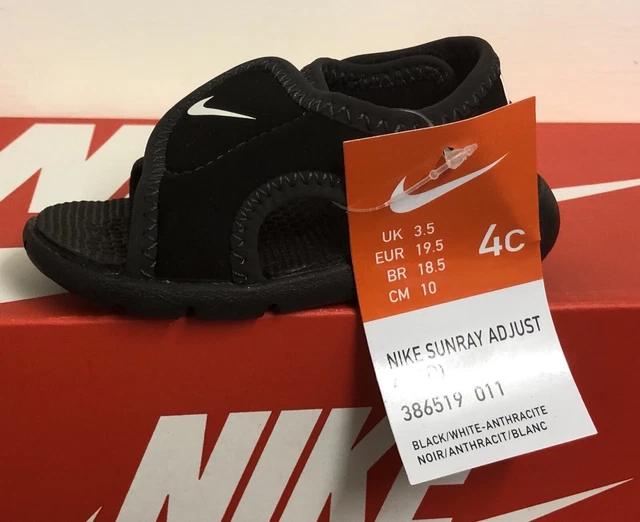 UK 3.5
EUR 19.5
BR 18.5
CM 10
4C
NIKE SUNRAY ADJUST
386519 011
BLACK/WHITE-ANTHRACITE
NOIR/ANTHRACIT/BLANC
NIKE